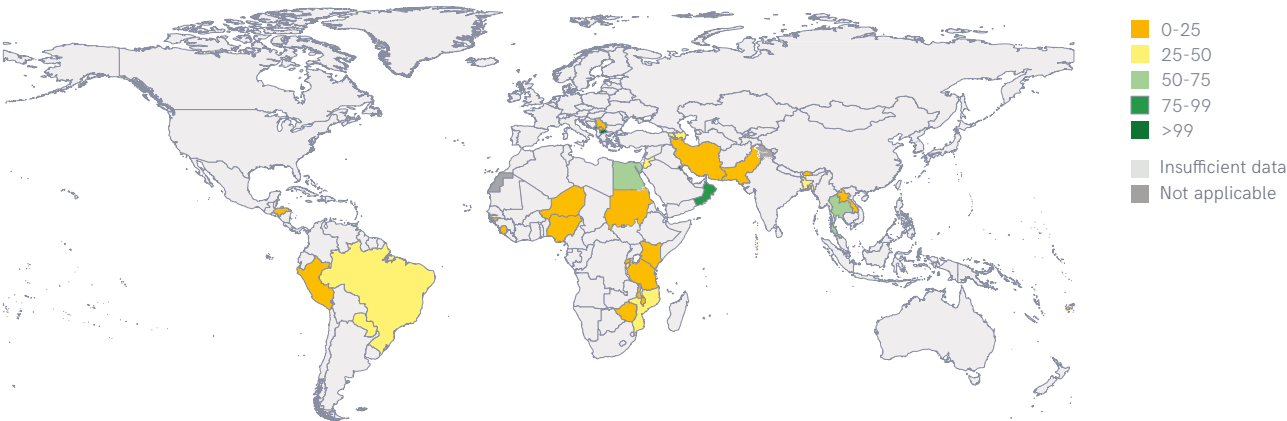 0-25
25-50
50-75
75-99
>99
Insufficient data
Not applicable